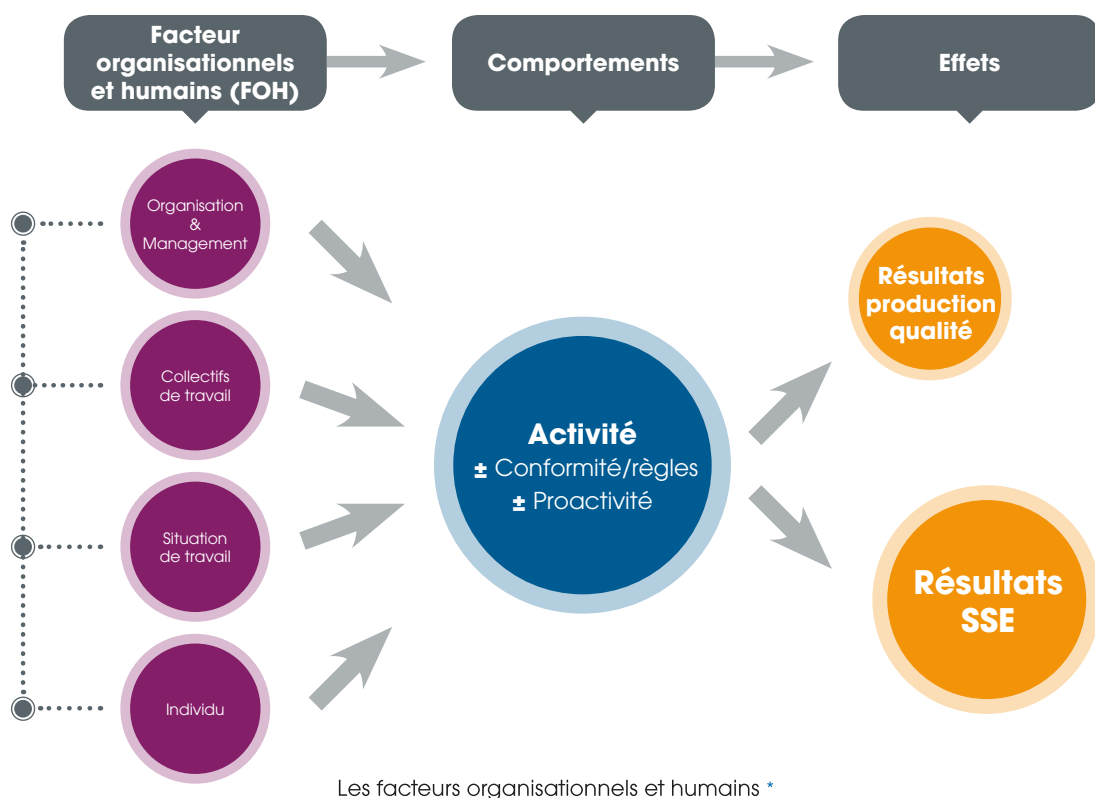 Facteur
organisationnels
et humains (FOH)
Comportements
Effets
Organisation
&
Management
Collectifs
de travail
Situation
de travail
Individu
Activité
± Conformité/règles
± Proactivité
Résultats
production
qualité
Résultats
SSE
Les facteurs organisationnels et humains *